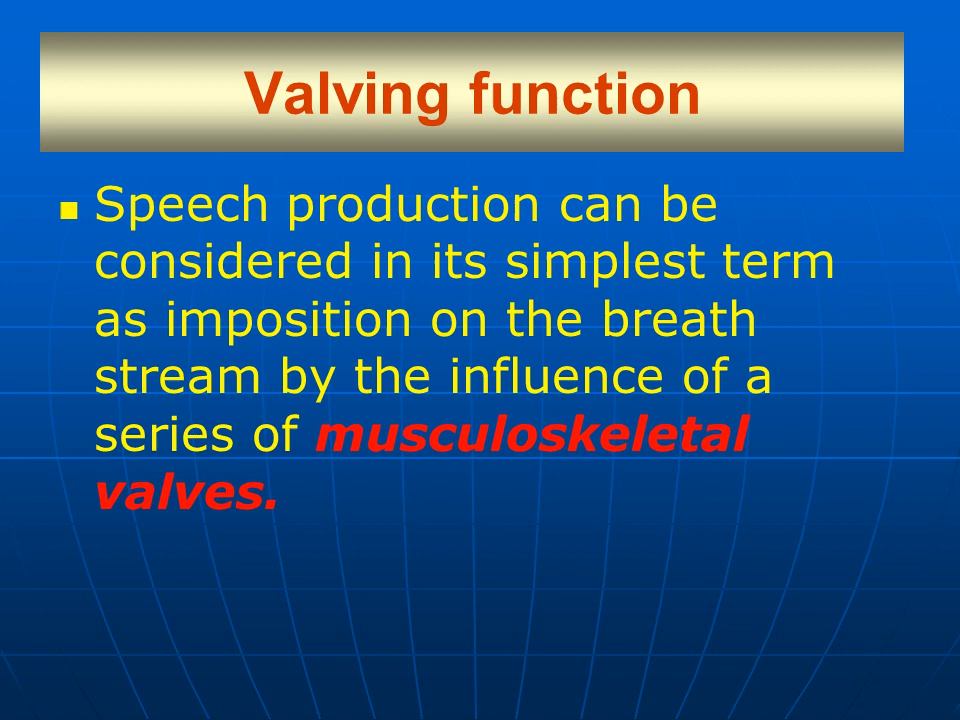 Valving function
Speech production can be
considered in its simplest term
as imposition on the breath
stream by the influence of a
series of musculoskeletal
valves.